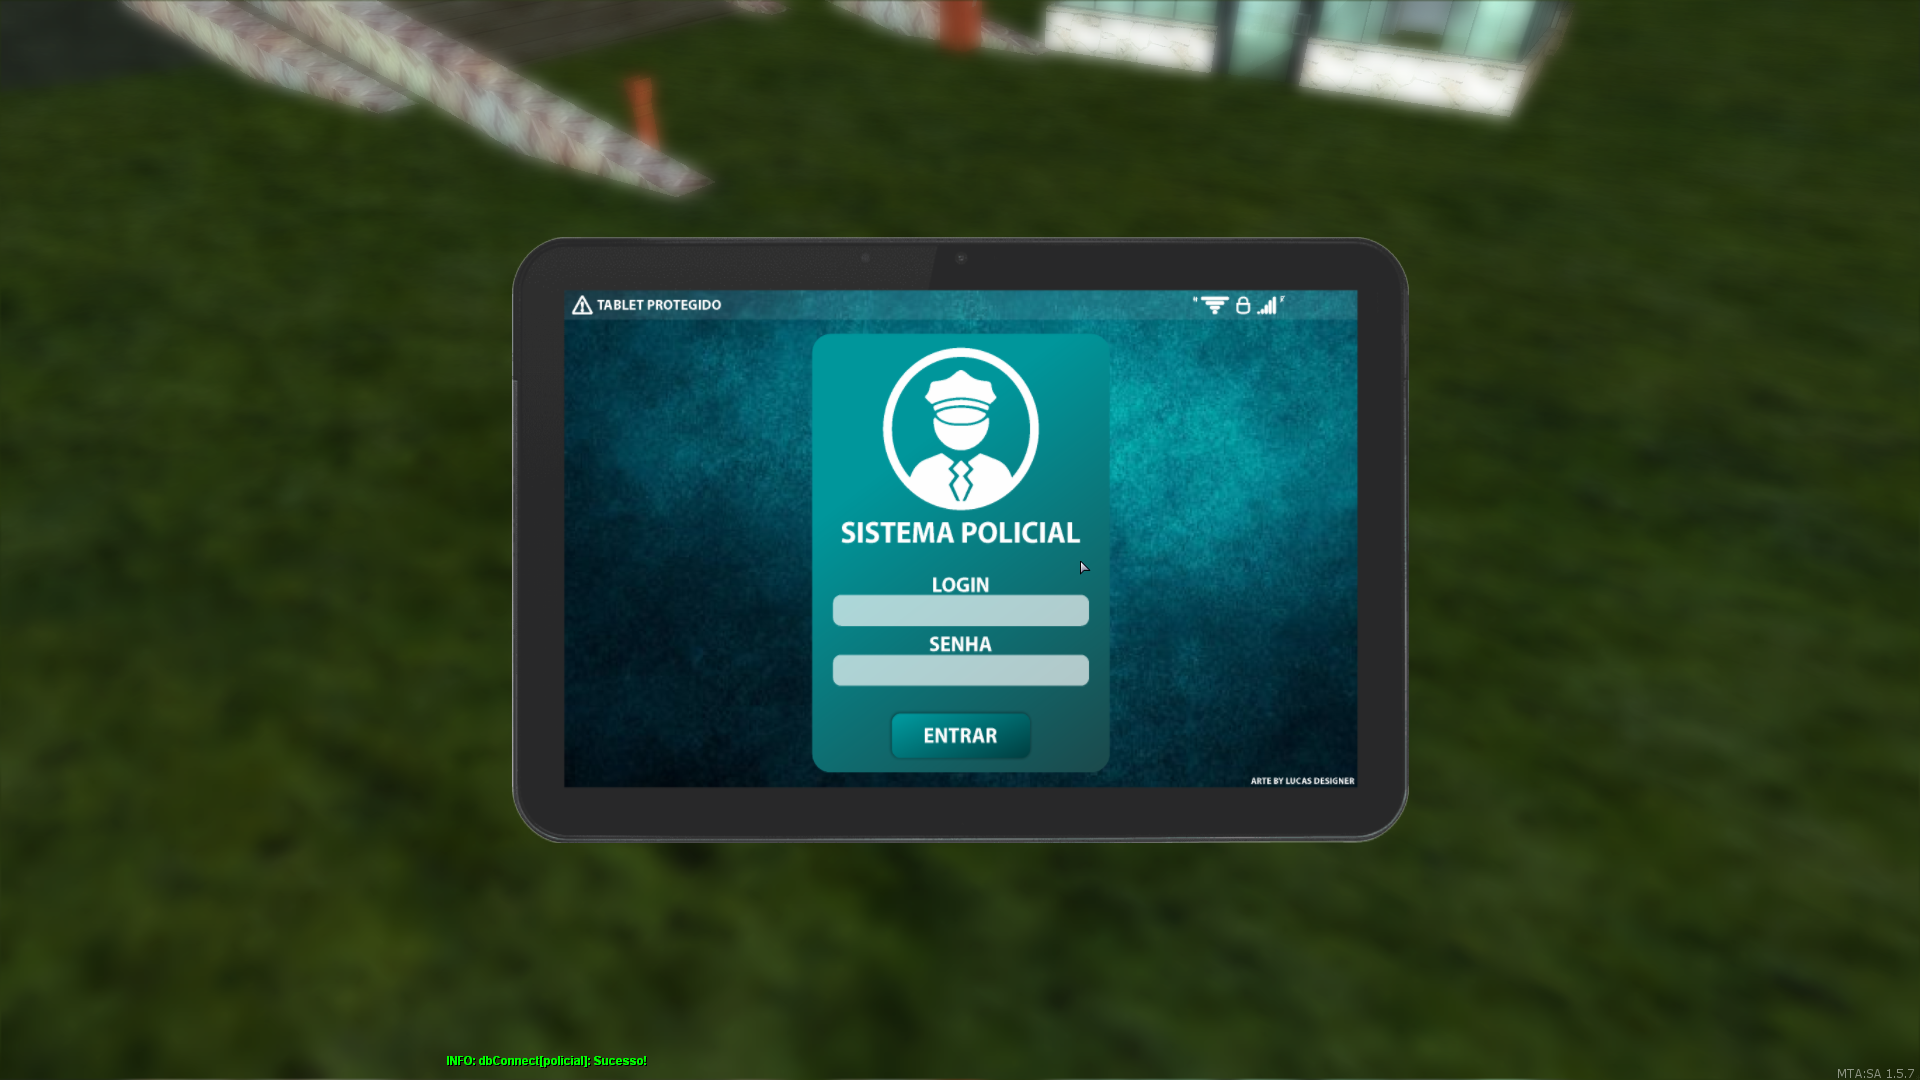 TABLET PROTEGIDO
SISTEMA POLICIAL
LOGIN
SENHA
ENTRAR
ARTE BY LUCAS DESIGNER
INFO: dbConnect[policial]: Sucesso!
MTA:SA 1.5.7